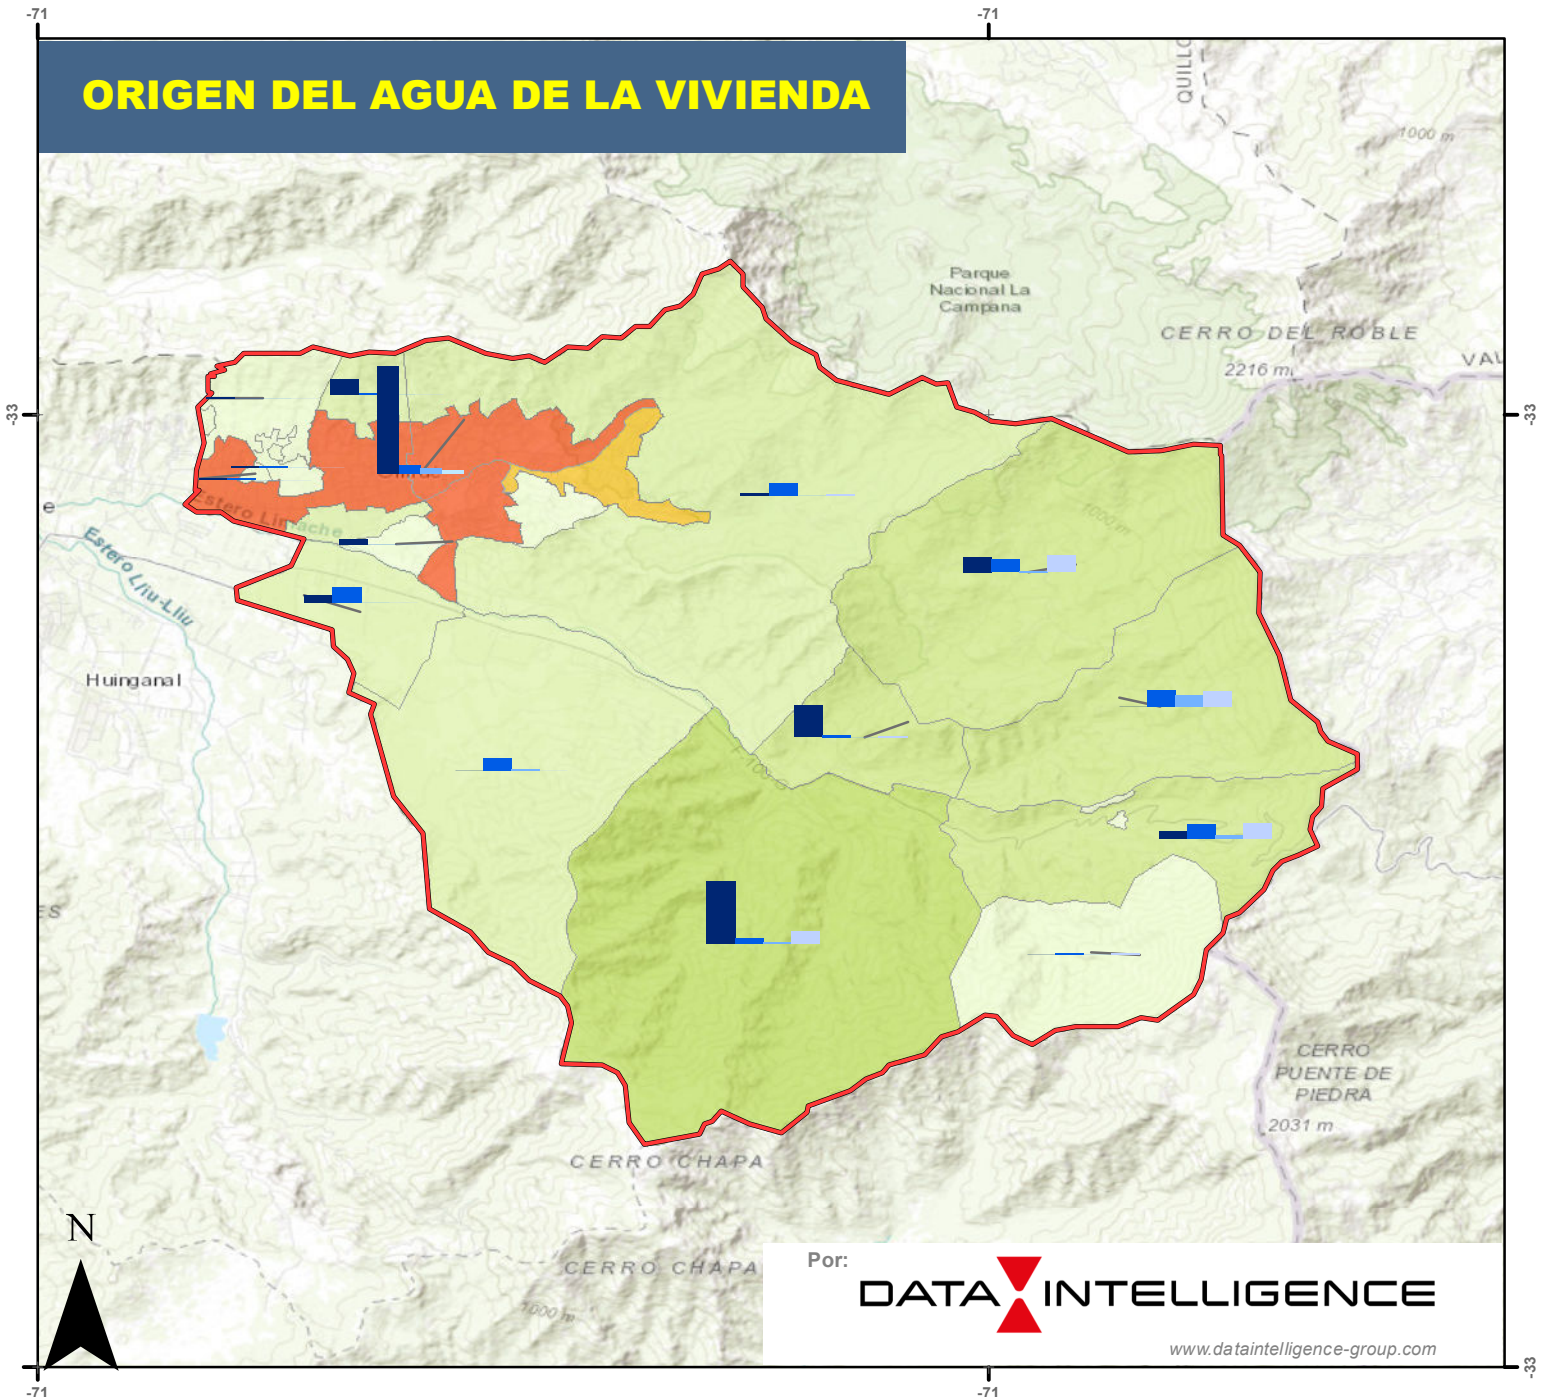 -71
-71
ORIGEN DEL AGUA DE LA VIVIENDA
QUILLO
1000 m
Parque
Nacional La
Campana
CERRO DEL ROBLE
2216 m
VAL
-33
-33
Estero Limache
e
Estero Lliu-Lliu
1000 m
Huinganal
ES
CERRO
PUENTE DE
PIEDRA
2031 m
CERRO CHAPA
N
CERRO CHAPA
1000 m
Por:
DATA INTELLIGENCE
www.dataintelligence-group.com
-33
-71
-71